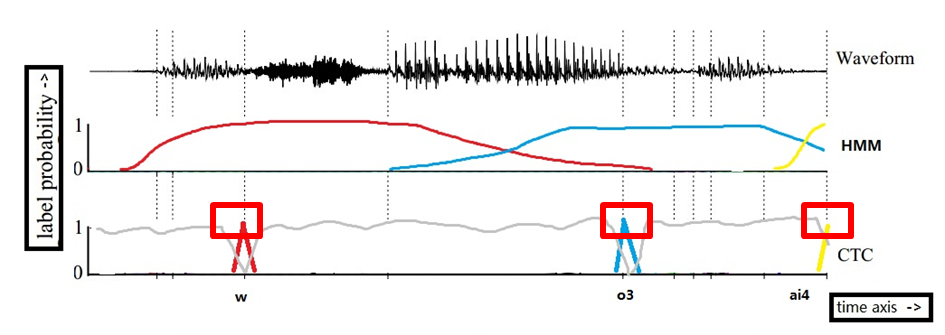 Waveform
label probability ->
1
0
HMM
1
0
CTC
w
o3
ai4
time axis ->